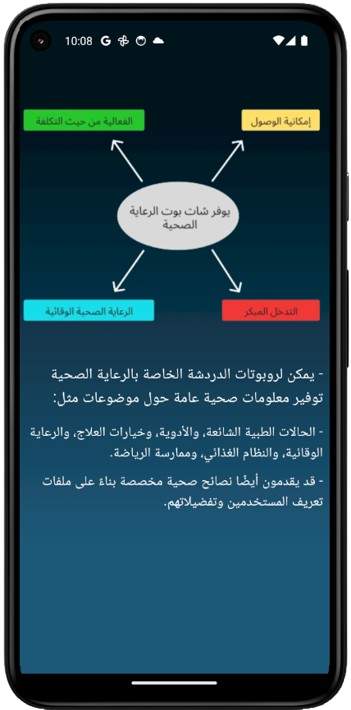 10:08 G
إمكانية الوصول
الفعالية من حيث التكلفة
يوفر شات بوت الرعاية
الصحية
التدخل المبكر
الرعاية الصحية الوقائية
- يمكن لروبوتات الدردشة الخاصة بالرعاية الصحية
توفير معلومات صحية عامة حول موضوعات مثل:
- الحالات الطبية الشائعة، والأدوية، وخيارات العلاج، والرعاية
الوقائية، والنظام الغذائي، وممارسة الرياضة.
- قد يقدمون أيضًا نصائح صحية مخصصة بناءً على ملفات
تعريف المستخدمين وتفضيلاتهم.